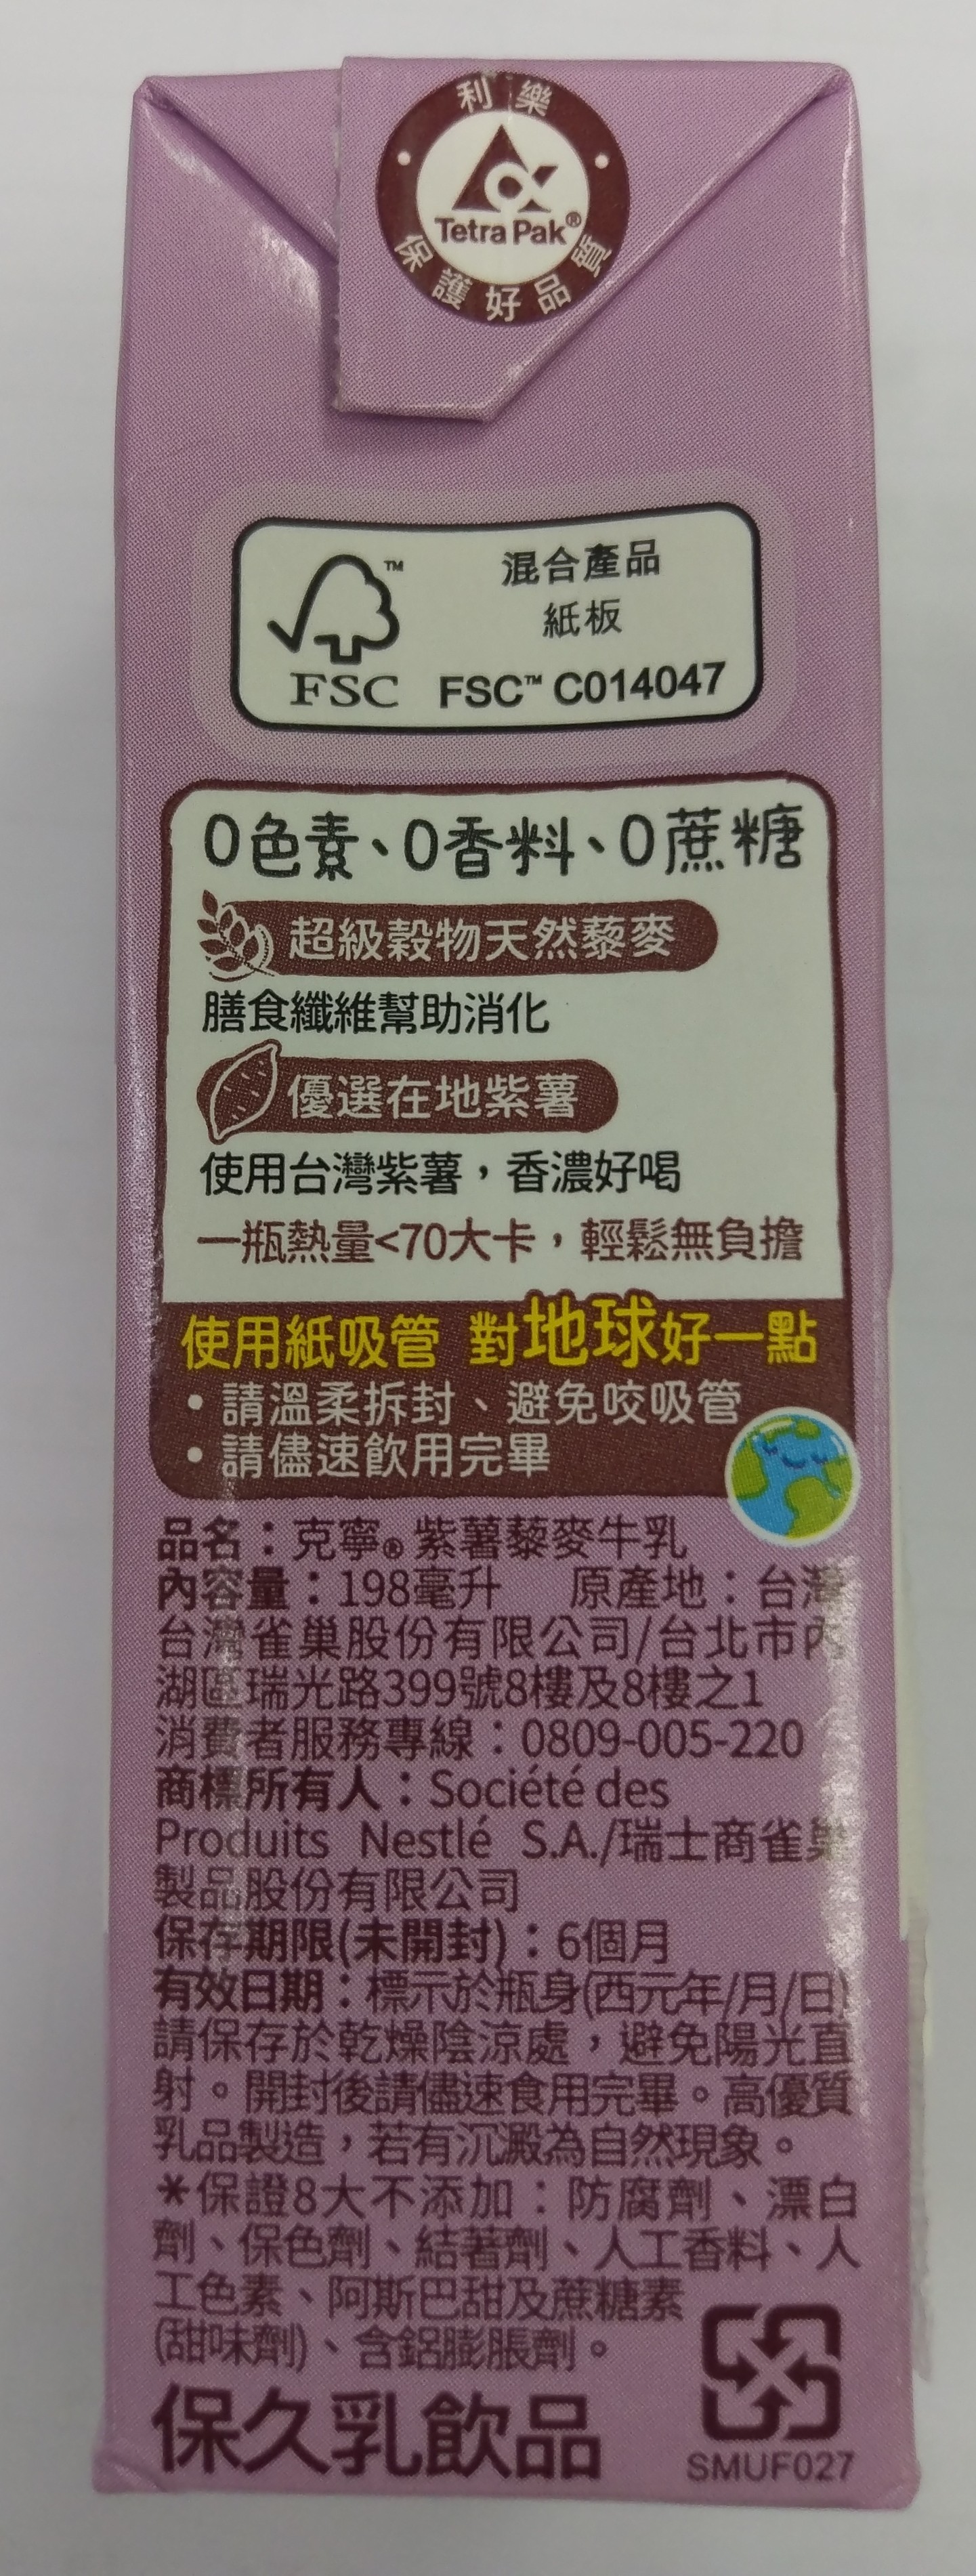 利樂
Tetra Pak®
保護好品質
FSC™
混合產品
紙板
FSC™ C014047
0色素、0香料、0蔗糖
超級穀物天然藜麥
膳食纖維幫助消化
優選在地紫薯
使用台灣紫薯，香濃好喝
一瓶熱量<70大卡，輕鬆無負擔
使用紙吸管 對地球好一點
•請溫柔拆封、避免咬吸管
•請儘速飲用完畢
品名：克寧®紫薯藜麥牛乳
內容量：198毫升 原產地：台灣
台灣雀巢股份有限公司/台北市內
湖區瑞光路399號8樓及8樓之1
消費者服務專線：0809-005-220
商標所有人：Société des
Produits Nestlé S.A./瑞士商雀巢
製品股份有限公司
保存期限(未開封)：6個月
有效日期：標示於瓶身(西元年/月/日)
請保存於乾燥陰涼處，避免陽光直
射。開封後請儘速食用完畢。高優質
乳品製造，若有沉澱為自然現象。
*保證8大不添加：防腐劑、漂白
劑、保色劑、結著劑、人工香料、人
工色素、阿斯巴甜及蔗糖素
(甜味劑)、含鋁膨脹劑。
保久乳飲品
SMUF027